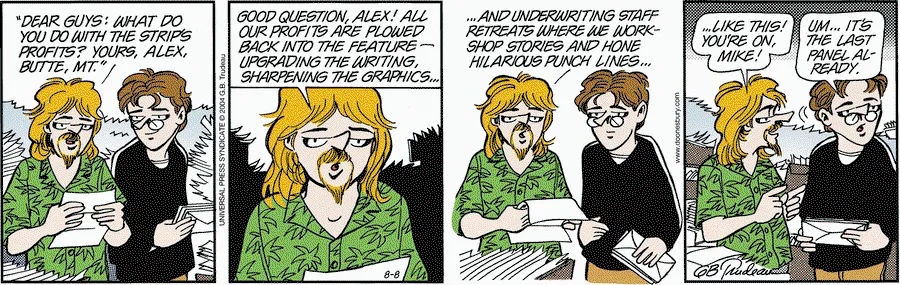 "DEAR GUYS: WHAT DO
YOU DO WITH THE STRIP'S
PROFITS? YOURS, ALEX,
BUTTE, MT."
UNIVERSAL PRESS SYNDICATE © 2004 G.B. Trudeau
GOOD QUESTION, ALEX! ALL
OUR PROFITS ARE PLOWED
BACK INTO THE FEATURE —
UPGRADING THE WRITING,
SHARPENING THE GRAPHICS...
8-8
...AND UNDERWRITING STAFF
RETREATS WHERE WE WORK-
SHOP STORIES AND HONE
HILARIOUS PUNCH LINES...
www.doonesbury.com
...LIKE THIS!
YOU'RE ON,
MIKE!
UM... IT'S
THE LAST
PANEL AL-
READY.
GB Trudeau